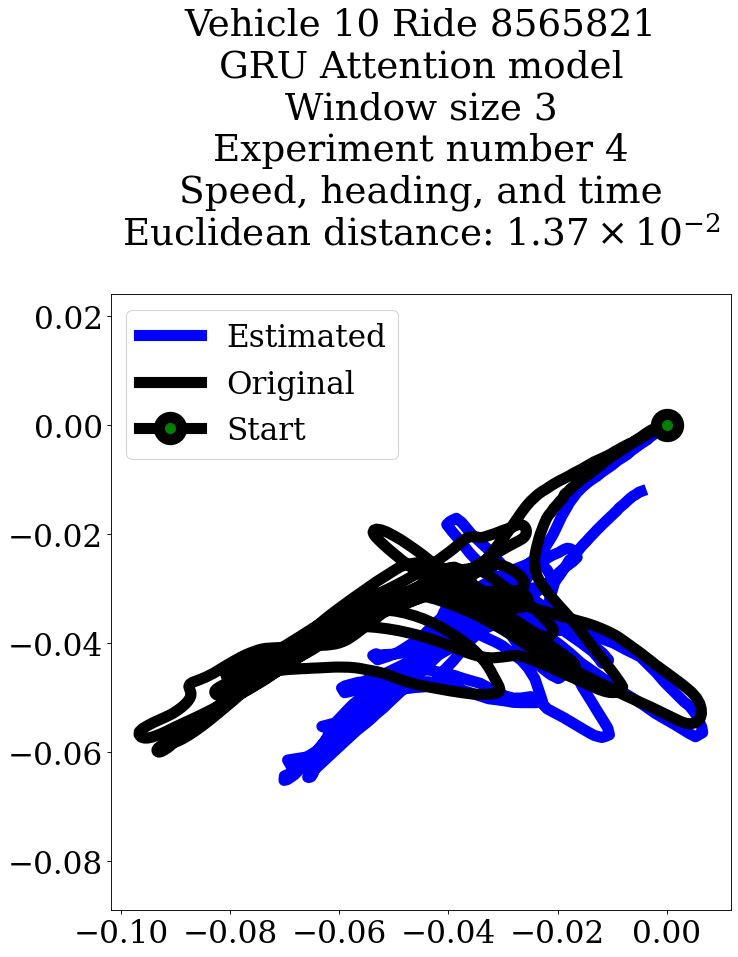 Vehicle 10 Ride 8565821
GRU Attention model
Window size 3
Experiment number 4
Speed, heading, and time
Euclidean distance: 1.37 × 10⁻²
Estimated
Original
Start
0.02
0.00
−0.02
−0.04
−0.06
−0.08
−0.10 −0.08 −0.06 −0.04 −0.02 0.00